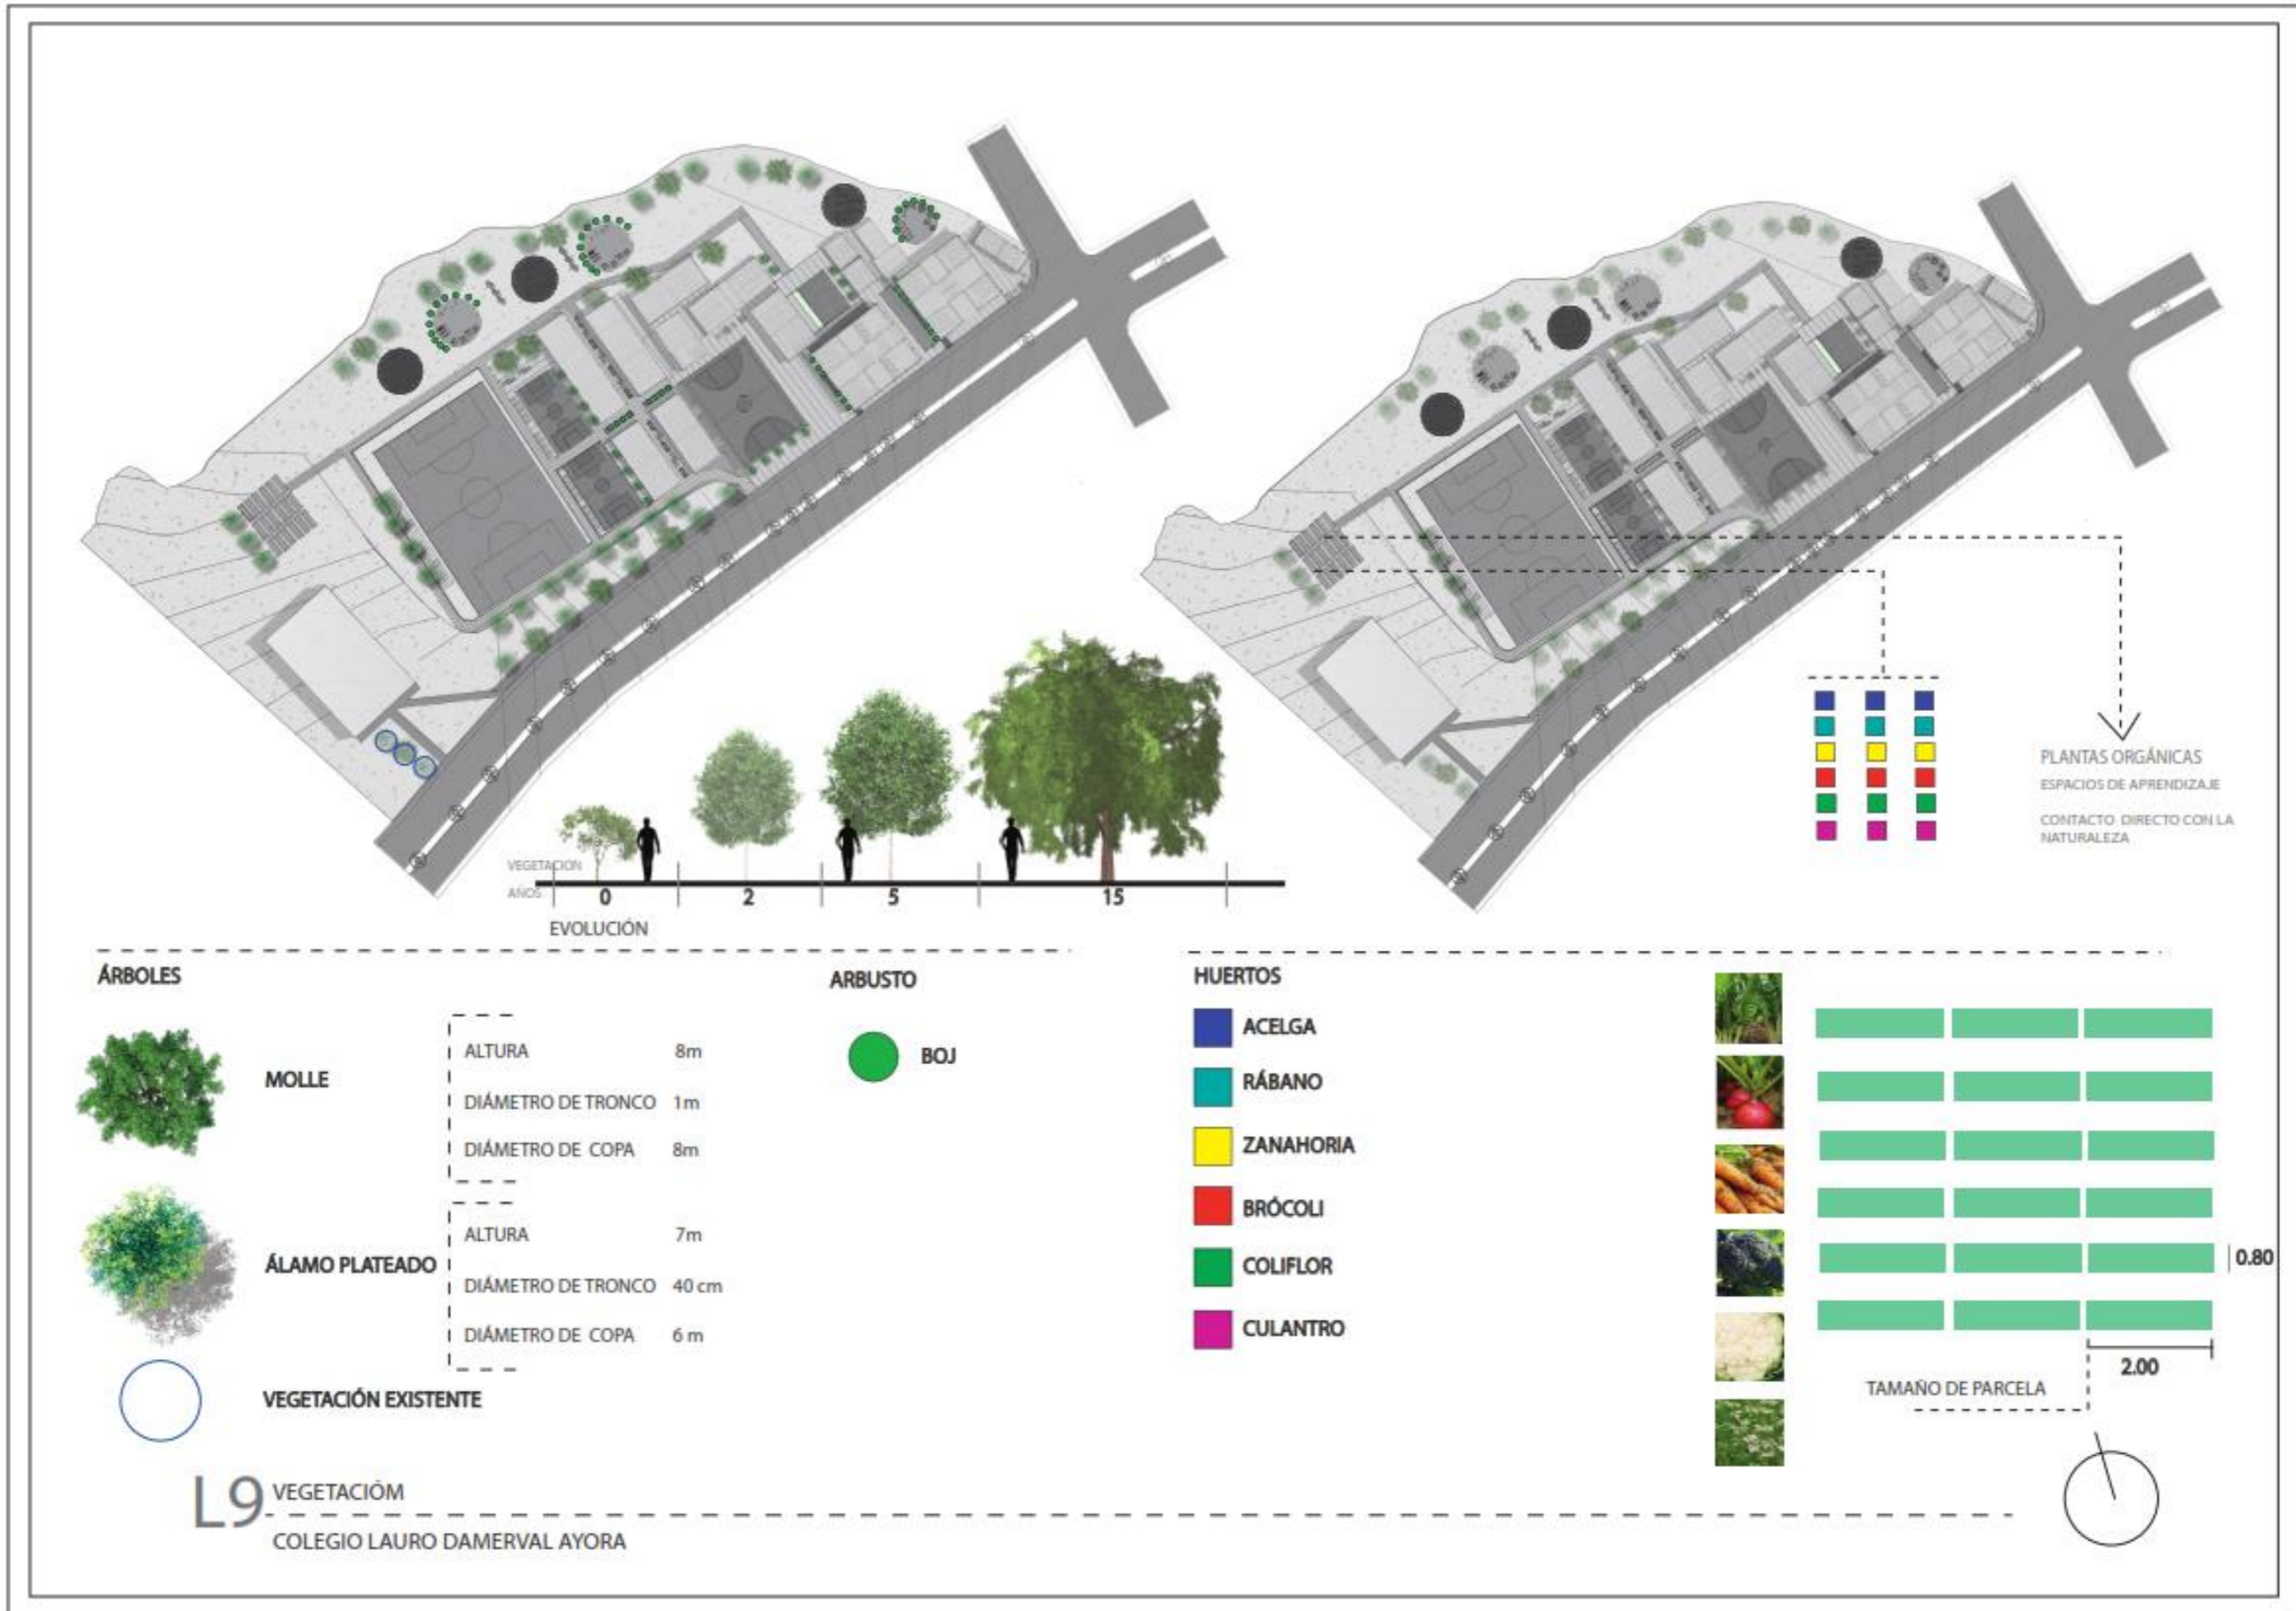 PLANTAS ORGÁNICAS
ESPACIOS DE APRENDIZAJE
CONTACTO DIRECTO CON LA
NATURALEZA
VEGETACION
AÑOS 0 2 5 15
EVOLUCIÓN
ÁRBOLES
MOLLE
ALTURA 8m
DIÁMETRO DE TRONCO 1m
DIÁMETRO DE COPA 8m
ÁLAMO PLATEADO
ALTURA 7m
DIÁMETRO DE TRONCO 40 cm
DIÁMETRO DE COPA 6 m
VEGETACIÓN EXISTENTE
ARBUSTO
BOJ
HUERTOS
ACELGA
RÁBANO
ZANAHORIA
BRÓCOLI
COLIFLOR
CULANTRO
0.80
2.00
TAMAÑO DE PARCELA
L9 VEGETACIÓM
COLEGIO LAURO DAMERVAL AYORA